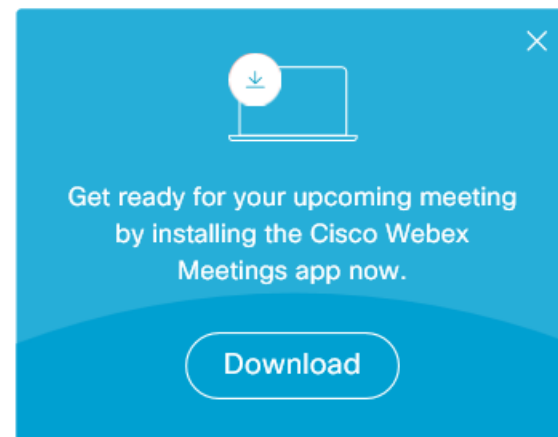 Get ready for your upcoming meeting
by installing the Cisco Webex
Meetings app now.
Download